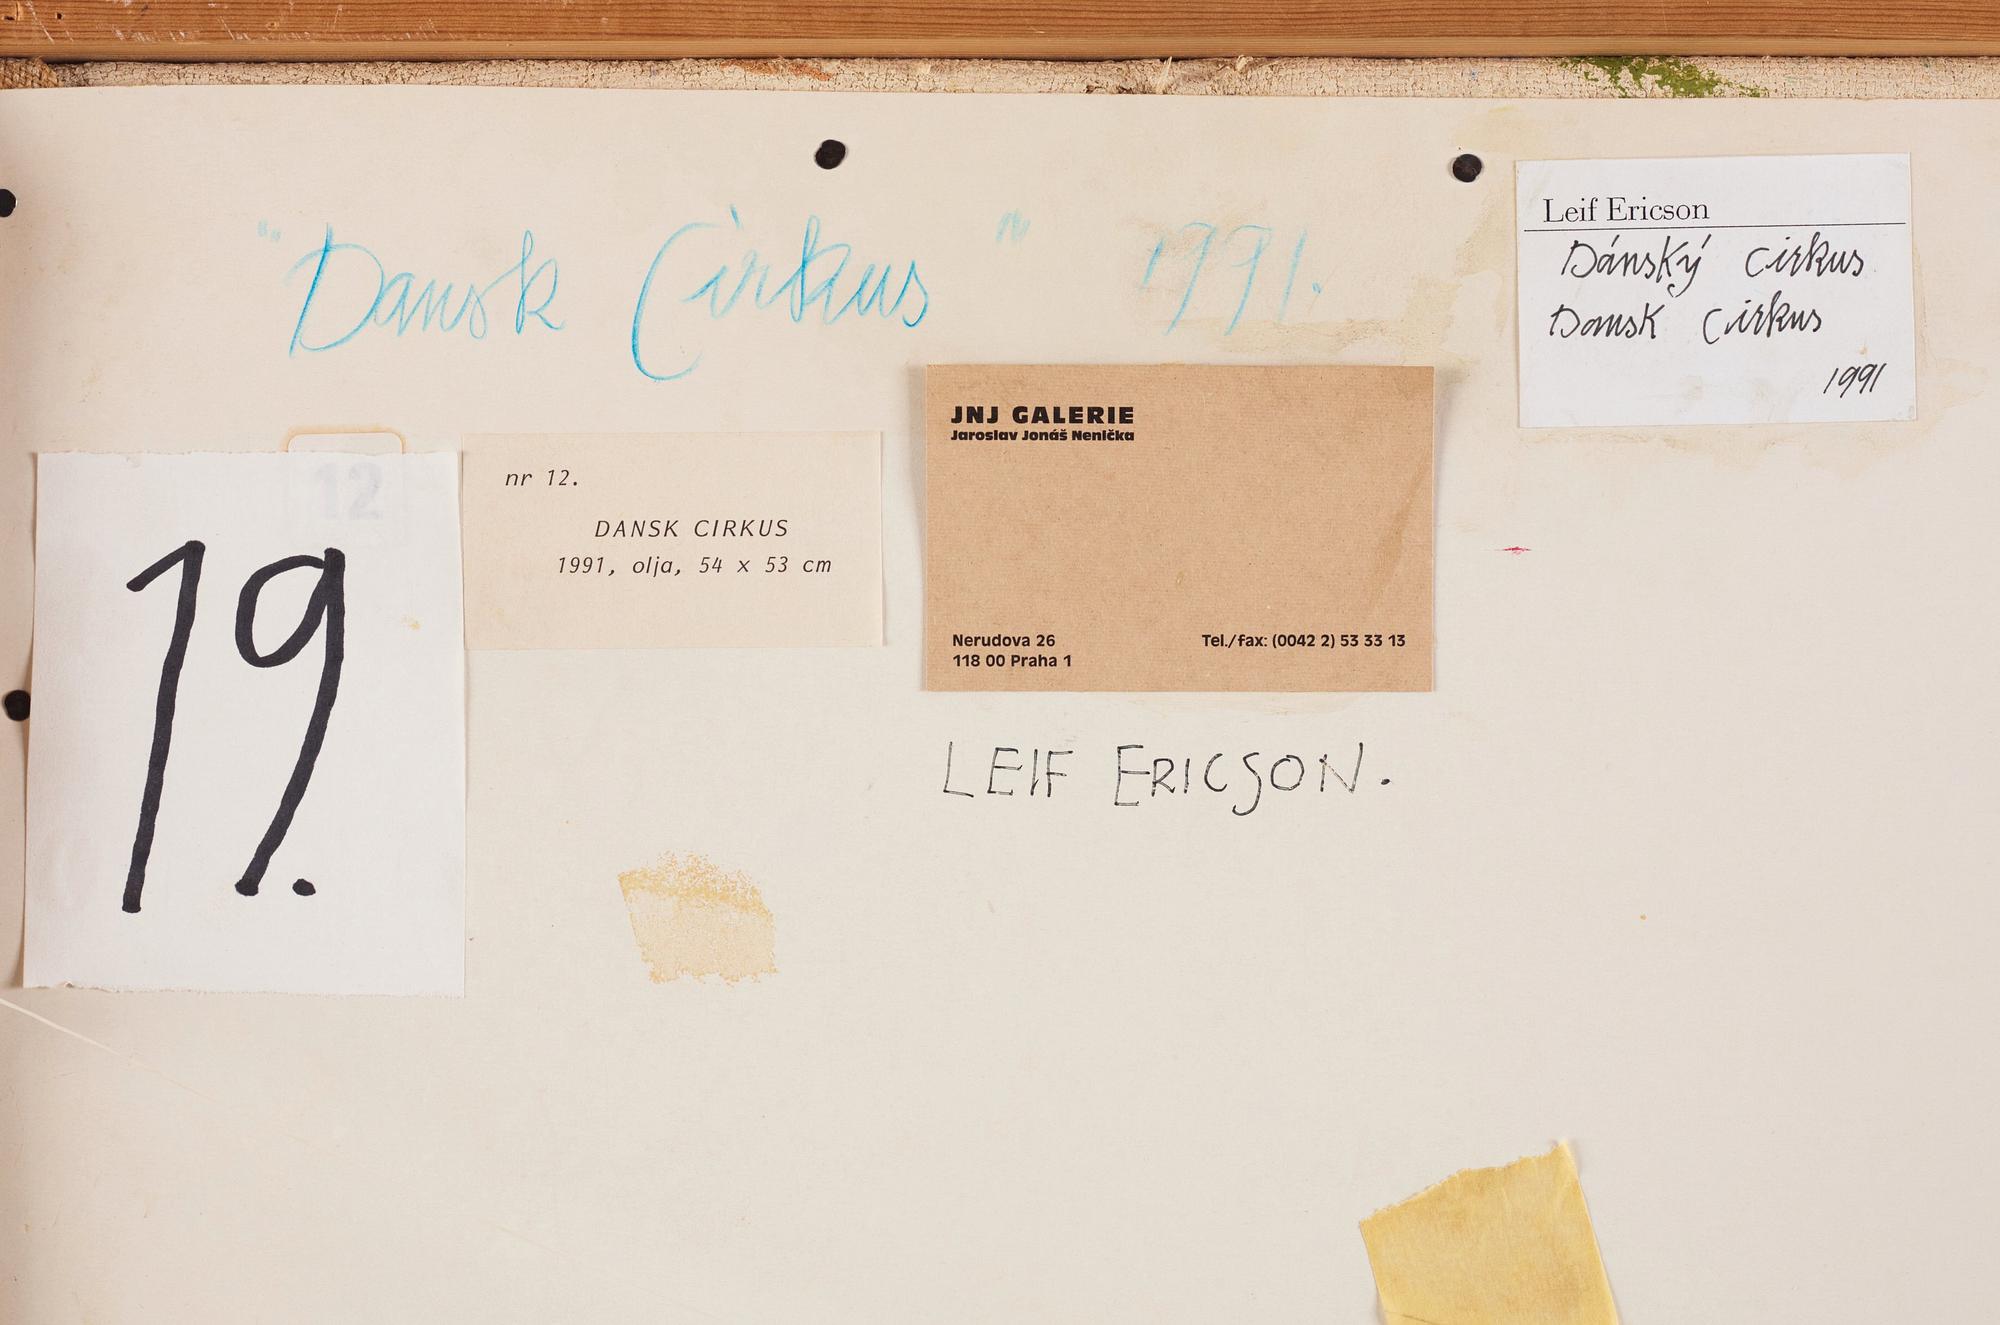 "Dansk Cirkus" 1991.
Leif Ericson
Dánský cirkus
Dansk Cirkus
1991
12
19.
nr 12.
DANSK CIRKUS
1991, olja, 54 x 53 cm
JNJ GALERIE
Jaroslav Jonáš Nenička
Nerudova 26
118 00 Praha 1
Tel./fax: (0042 2) 53 33 13
LEIF ERICSON.